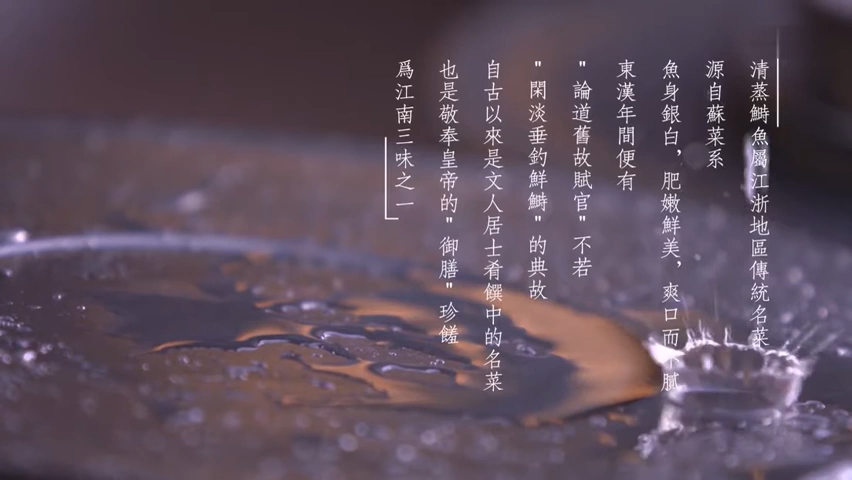 清蒸鰣魚屬江浙地區傳統名菜
源自蘇菜系
魚身銀白，肥嫩鮮美，爽口而不膩
東漢年間便有
"論道舊故賦官"不若
"閑淡垂釣鮮鰣"的典故
自古以來是文人居士肴饌中的名菜
也是敬奉皇帝的"御膳"珍饈
爲江南三味之一